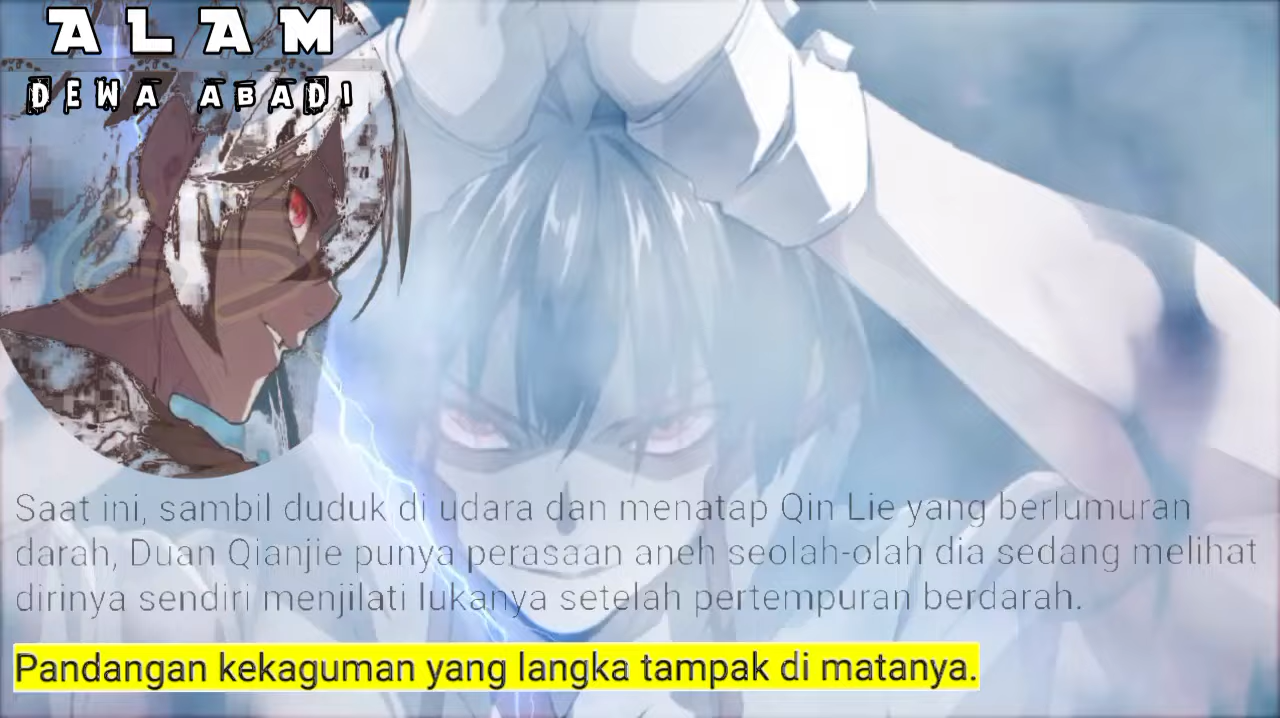 ALAM
DEWA ABADI
Saat ini, sambil duduk di udara dan menatap Qin Lie yang berlumuran
darah, Duan Qianjie punya perasaan aneh seolah-olah dia sedang melihat
dirinya sendiri menjilati lukanya setelah pertempuran berdarah.
Pandangan kekaguman yang langka tampak di matanya.